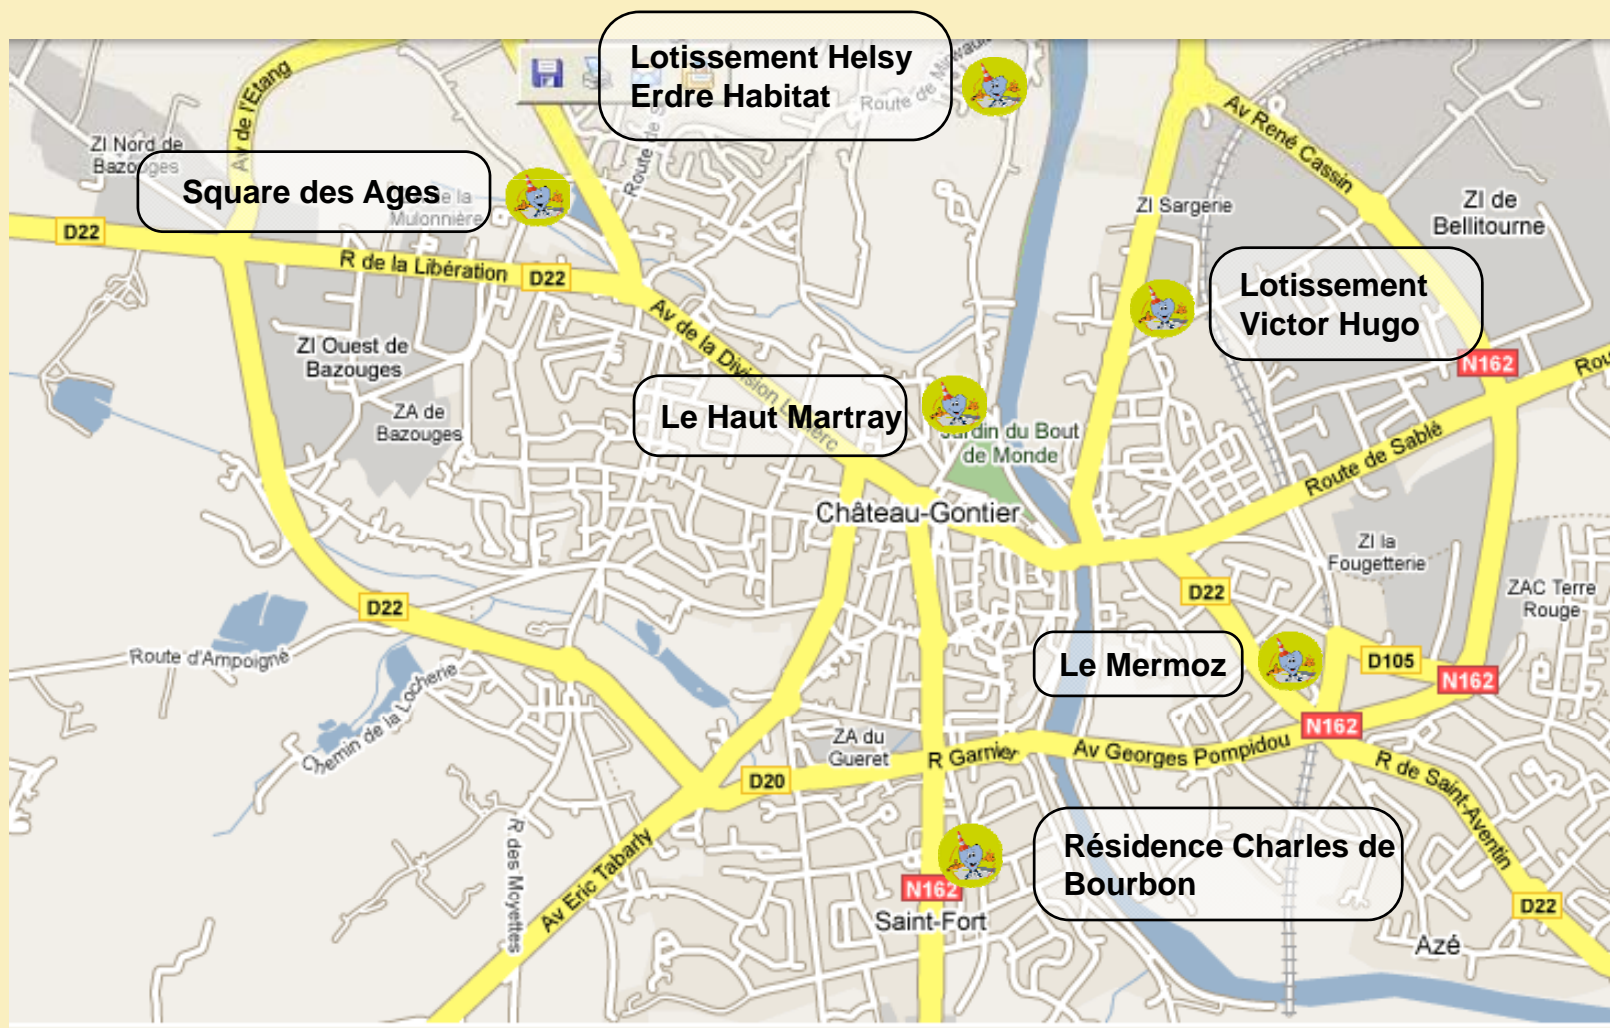 Lotissement Helsy
Erdre Habitat
Route de
Av de l'Etang
ZI Nord de
Bazouges
Av René Cassin
Square des Ages
Mulonnière
ZI Sargerie
ZI de
Bellitourne
D22
R de la Libération
D22
Lotissement
Victor Hugo
Av de la Division Leclerc
ZI Ouest de
Bazouges
N162
ZA de
Bazouges
Le Haut Martray
Jardin du Bout
de Monde
Route de Sablé
Château-Gontier
ZI la
Fougetterie
D22
D22
ZAC Terre
Rouge
Route d'Ampoigné
Le Mermoz
D105
N162
Chemin de la Locherie
N162
ZA du
Gueret
R Garnier
Av Georges Pompidou
D20
R de Saint-Aventin
R des Moyettes
Av Eric Tabarly
Résidence Charles de
Bourbon
N162
Saint-Fort
D22
Azé